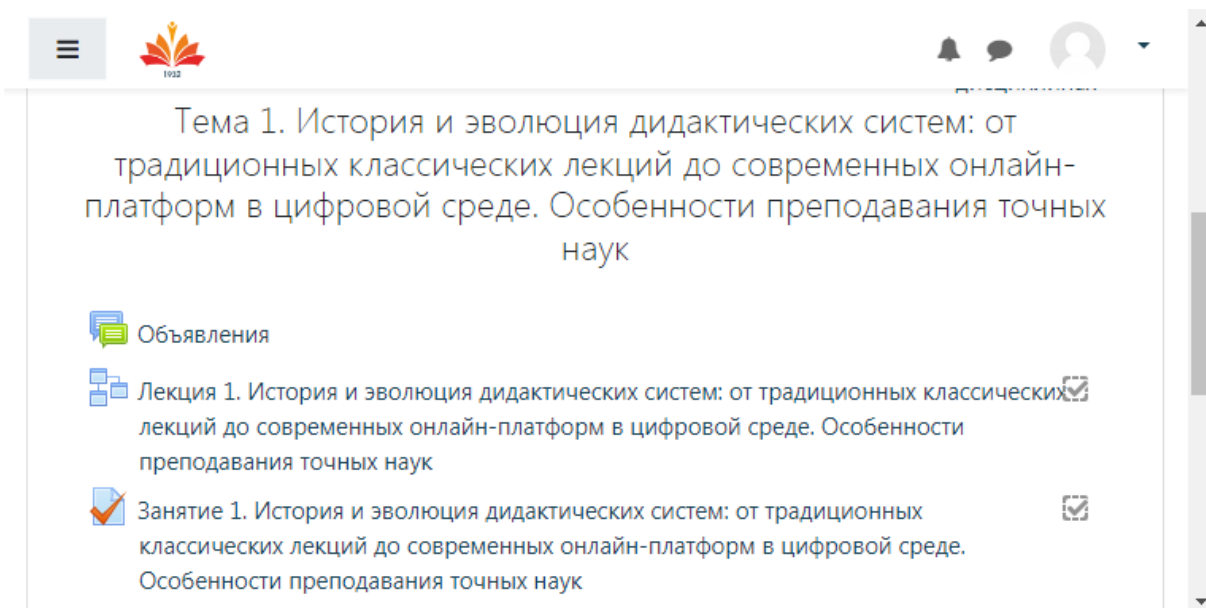 1932
Тема 1. История и эволюция дидактических систем: от
традиционных классических лекций до современных онлайн-
платформ в цифровой среде. Особенности преподавания точных
наук
Объявления
Лекция 1. История и эволюция дидактических систем: от традиционных классических
лекций до современных онлайн-платформ в цифровой среде. Особенности
преподавания точных наук
Занятие 1. История и эволюция дидактических систем: от традиционных
классических лекций до современных онлайн-платформ в цифровой среде.
Особенности преподавания точных наук